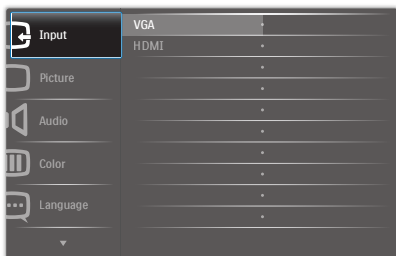 Input
VGA
HDMI
Picture
Audio
Color
Language